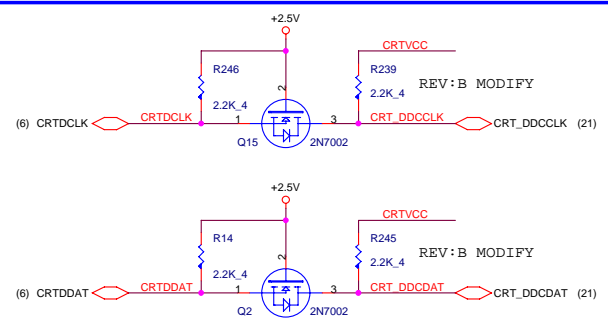 +2.5V
CRTVCC
R246
R239
REV:B MODIFY
2
2.2K_4
2.2K_4
(6) CRTDCLK
CRTDCLK
1
3
CRT_DDCCLK
CRT_DDCCLK (21)
Q15
2N7002
+2.5V
CRTVCC
R14
R245
REV:B MODIFY
2
2.2K_4
2.2K_4
(6) CRTDDAT
CRTDDAT
1
3
CRT_DDCDAT
CRT_DDCDAT (21)
Q2
2N7002